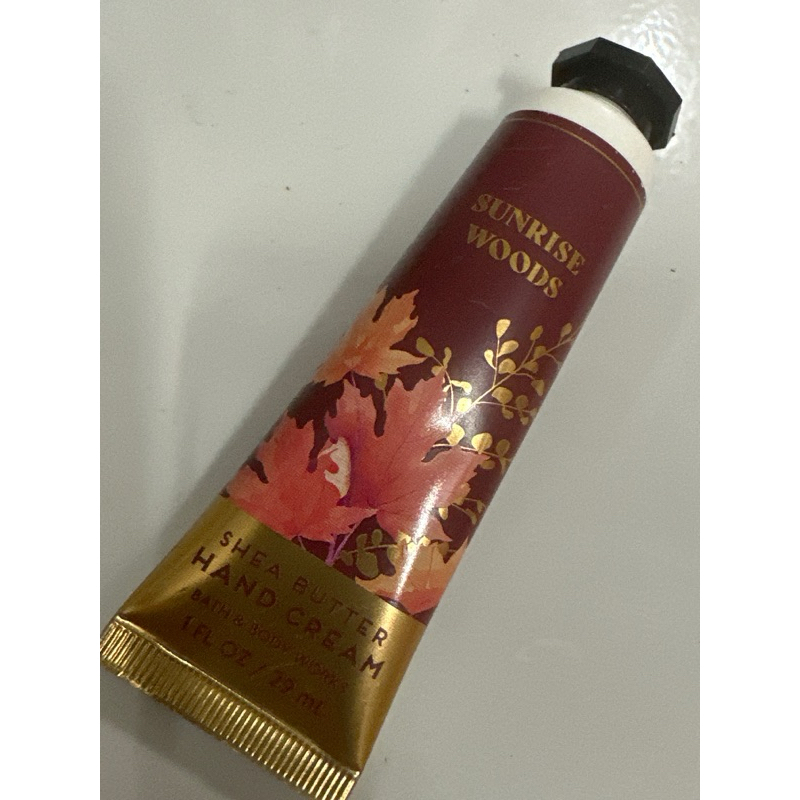 SUNRISE
WOODS
SHEA BUTTER
HAND CREAM
BATH & BODY WORKS
1 FL OZ / 29 mL